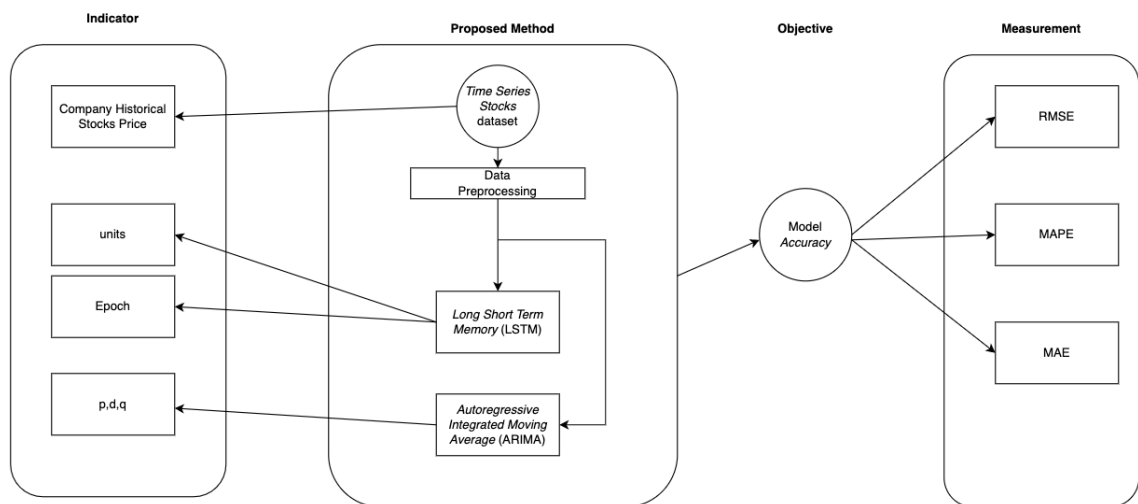 Indicator
Proposed Method
Objective
Measurement
Company Historical
Stocks Price
units
Epoch
p,d,q
Time Series
Stocks
dataset
Data
Preprocessing
Long Short Term
Memory (LSTM)
Autoregressive
Integrated Moving
Average (ARIMA)
Model
Accuracy
RMSE
MAPE
MAE